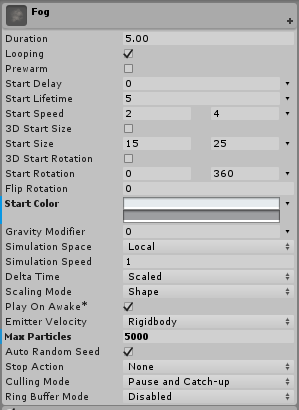 Fog
Duration 5.00
Looping
Prewarm
Start Delay 0
Start Lifetime 5
Start Speed 2 4
3D Start Size
Start Size 15 25
3D Start Rotation
Start Rotation 0 360
Flip Rotation 0
Start Color
Gravity Modifier 0
Simulation Space Local
Simulation Speed 1
Delta Time Scaled
Scaling Mode Shape
Play On Awake*
Emitter Velocity Rigidbody
Max Particles 5000
Auto Random Seed
Stop Action None
Culling Mode Pause and Catch-up
Ring Buffer Mode Disabled